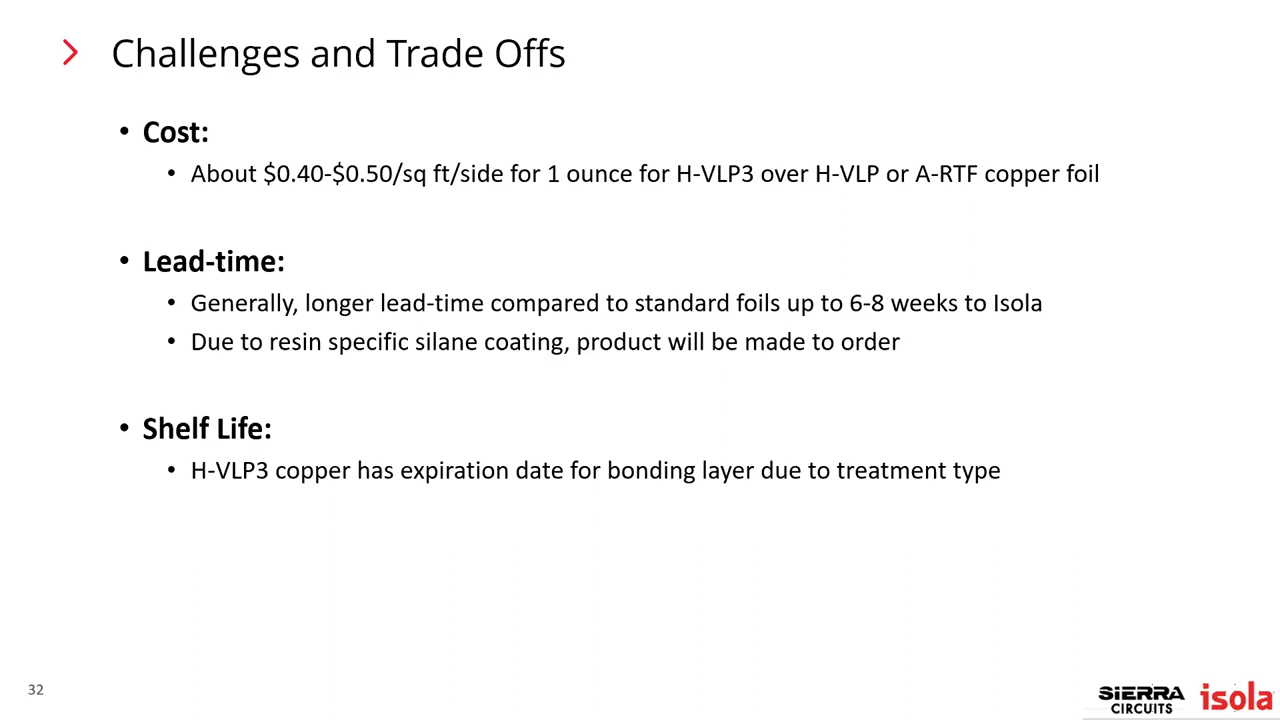 Challenges and Trade Offs
• Cost:
• About $0.40-$0.50/sq ft/side for 1 ounce for H-VLP3 over H-VLP or A-RTF copper foil
• Lead-time:
• Generally, longer lead-time compared to standard foils up to 6-8 weeks to Isola
• Due to resin specific silane coating, product will be made to order
• Shelf Life:
• H-VLP3 copper has expiration date for bonding layer due to treatment type
32
SIERRA
CIRCUITS
isola